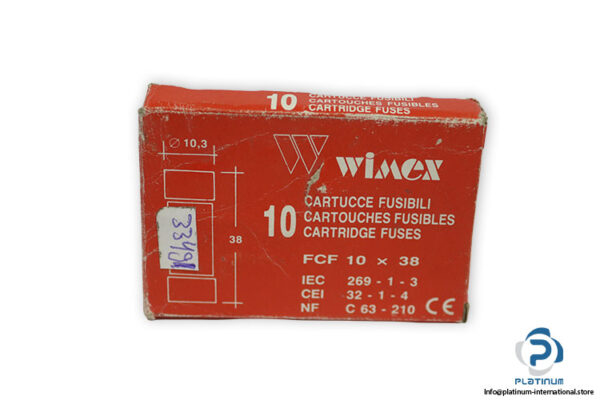 10
CARTUCCE FUSIBILI
CARTOUCHES FUSIBLES
CARTRIDGE FUSES
Ø 10,3
W WIMEX
38
10
CARTUCCE FUSIBILI
CARTOUCHES FUSIBLES
CARTRIDGE FUSES
FCF 10 × 38
IEC 269 - 1 - 3
CEI 32 - 1 - 4
NF C 63 - 210 CE
PLATINUM
Info@platinum-international.store